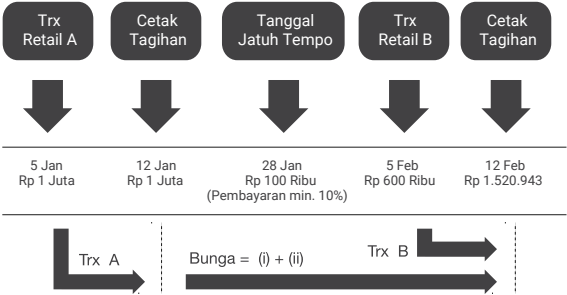 Trx
Retail A
Cetak
Tagihan
Tanggal
Jatuh Tempo
Trx
Retail B
Cetak
Tagihan
5 Jan
Rp 1 Juta
12 Jan
Rp 1 Juta
28 Jan
Rp 100 Ribu
(Pembayaran min. 10%)
5 Feb
Rp 600 Ribu
12 Feb
Rp 1.520.943
Trx A
Bunga = (i) + (ii)
Trx B